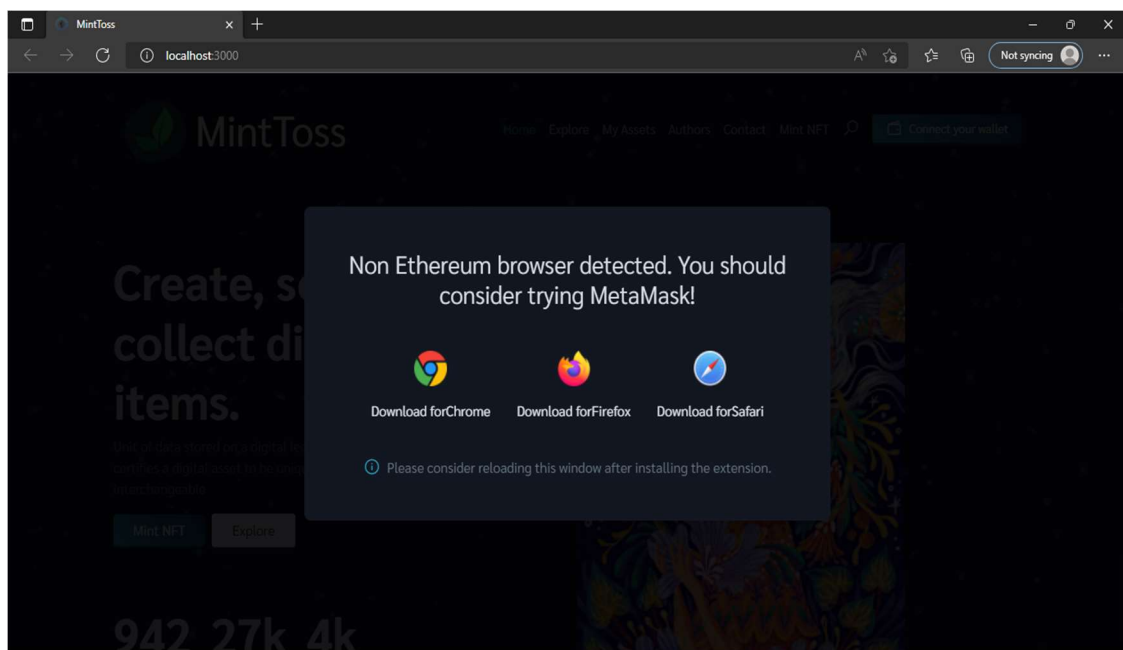 MintToss
localhost:3000
Not syncing
MintToss
Home Explore My Assets Authors Contact Mint NFT
Connect your wallet
Non Ethereum browser detected. You should
consider trying MetaMask!
Create, s
collect di
items.
Download forChrome Download forFirefox Download forSafari
Please consider reloading this window after installing the extension.
Mint NFT Explore
942 27k 4k